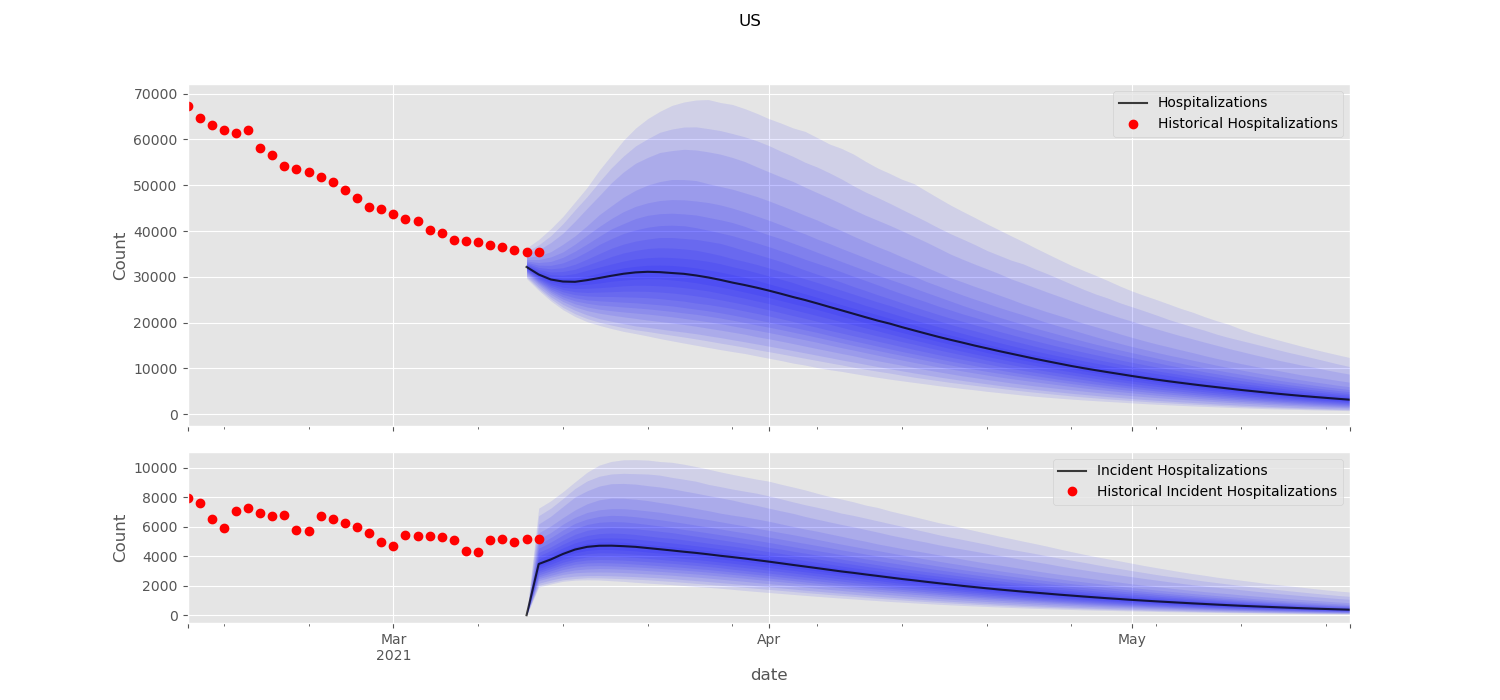 US
70000
60000
50000
40000
30000
20000
10000
0
Count
Hospitalizations
Historical Hospitalizations
10000
8000
6000
4000
2000
0
Count
Incident Hospitalizations
Historical Incident Hospitalizations
Mar
2021
Apr
May
date